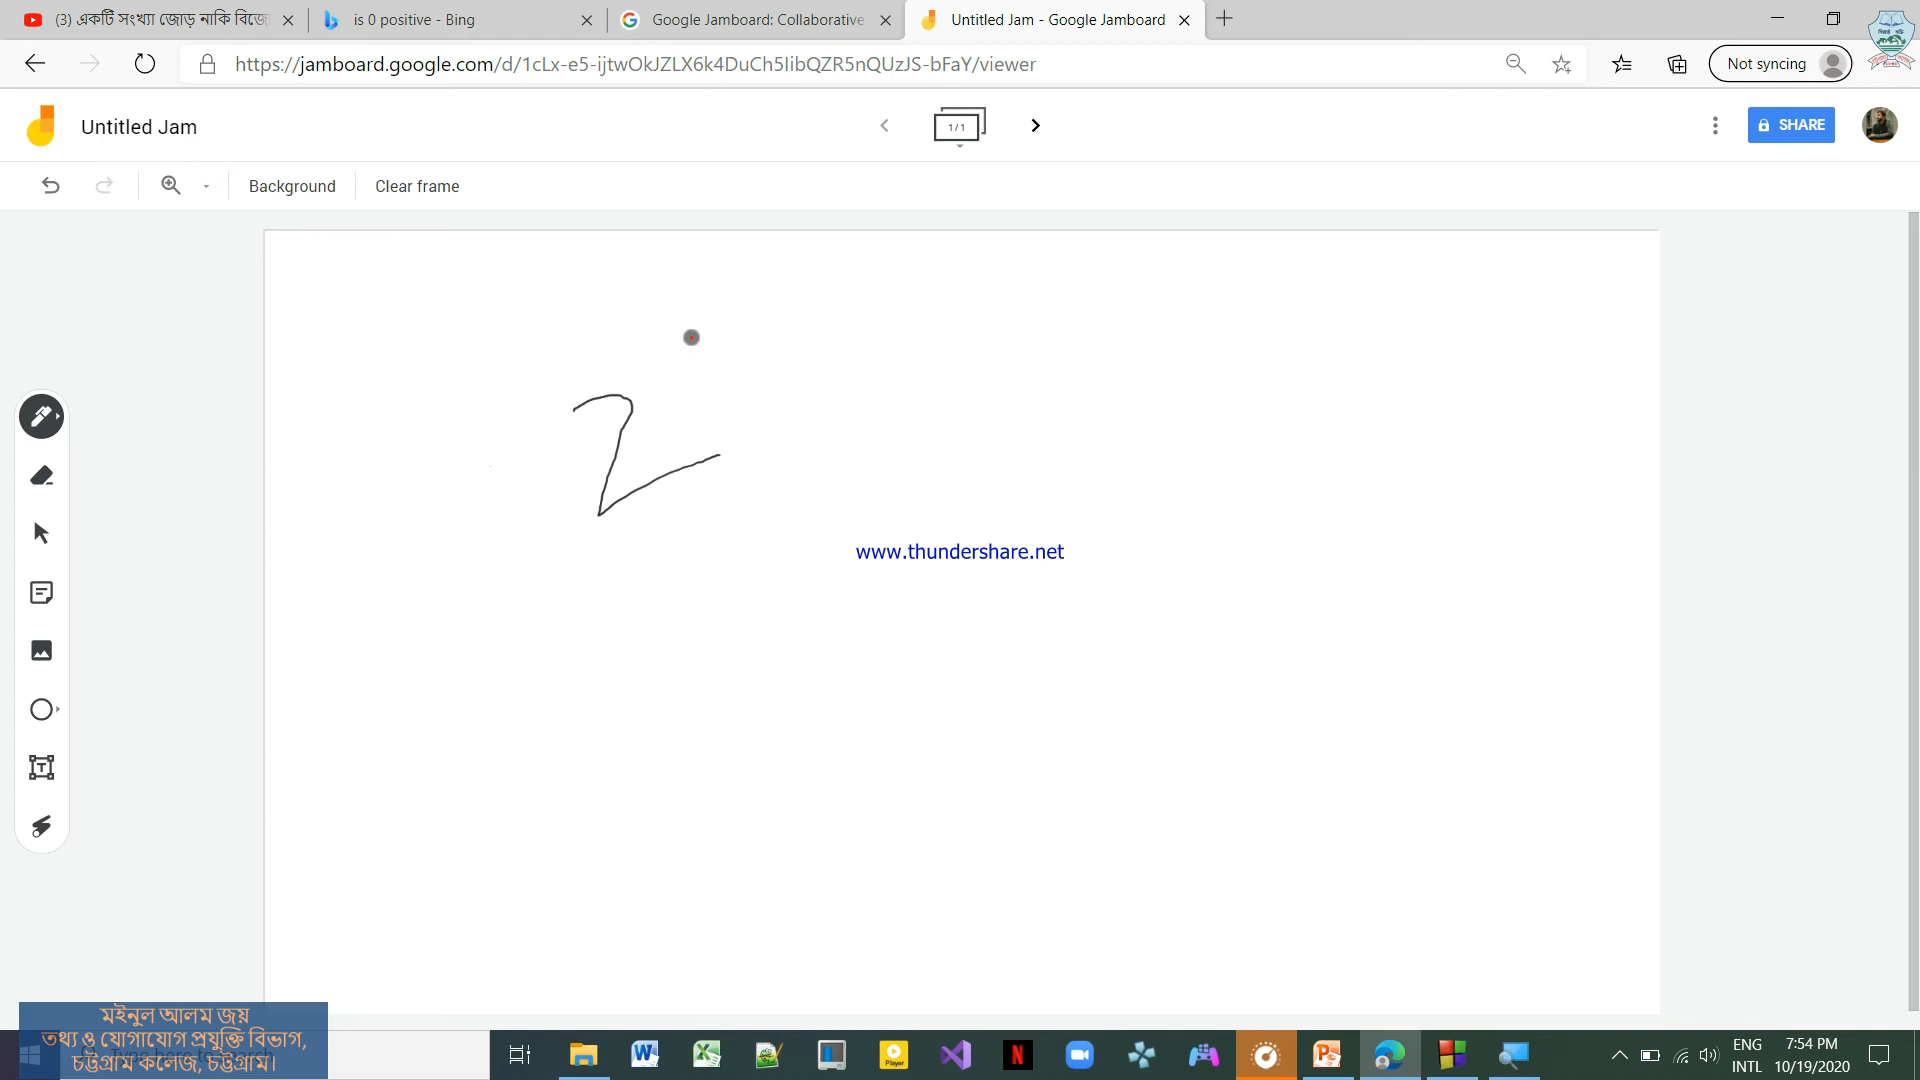 (3) একটি সংখ্যা জোড় নাকি বিজো
is 0 positive - Bing
Google Jamboard: Collaborative
Untitled Jam - Google Jamboard
https://jamboard.google.com/d/1cLx-e5-ijtwOkJZLX6k4DuCh5IibQZR5nQUzJS-bFaY/viewer
Not syncing
Untitled Jam
1/1
SHARE
Background
Clear frame
2
www.thundershare.net
মইনুল আলম জয়
তথ্য ও যোগাযোগ প্রযুক্তি বিভাগ,
চট্টগ্রাম কলেজ, চট্টগ্রাম।
Player
ENG
INTL
7:54 PM
10/19/2020